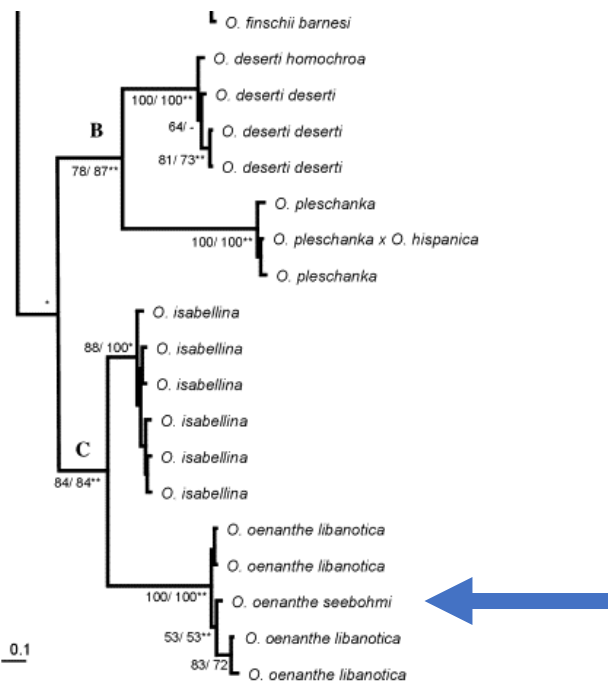 O. finschii barnesi
O. deserti homochroa
100/ 100**
O. deserti deserti
64/ -
B
O. deserti deserti
81/ 73**
O. deserti deserti
78/ 87**
O. pleschanka
100/ 100**
O. pleschanka x O. hispanica
O. pleschanka
*
O. isabellina
88/ 100*
O. isabellina
O. isabellina
O. isabellina
C
O. isabellina
84/ 84**
O. isabellina
O. oenanthe libanotica
O. oenanthe libanotica
100/ 100**
O. oenanthe seebohmi
53/ 53**
O. oenanthe libanotica
0.1
83/ 72
O. oenanthe libanotica